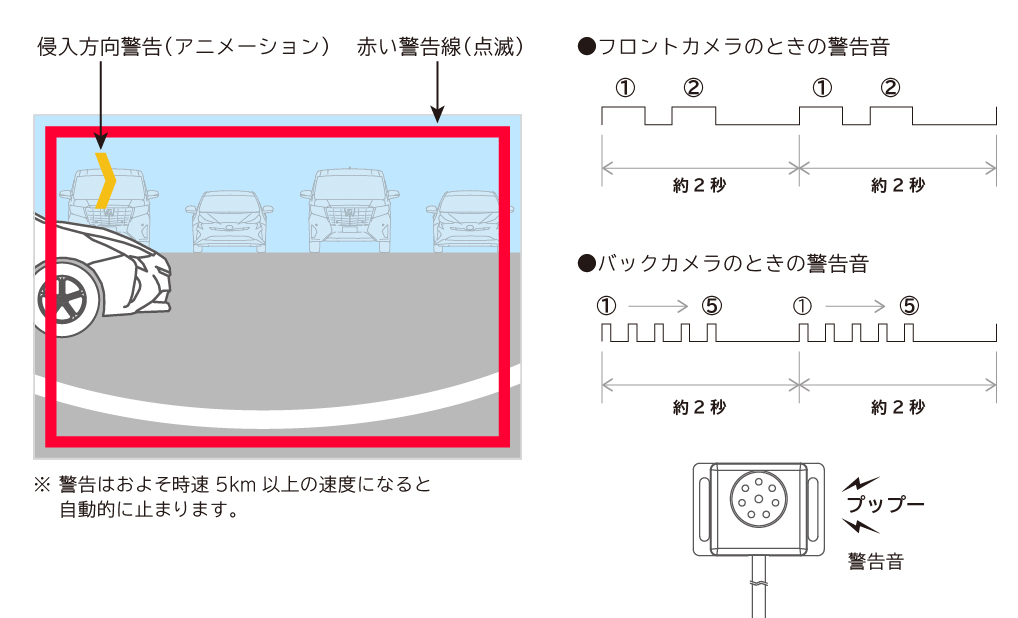 侵入方向警告（アニメーション）
赤い警告線（点滅）
※ 警告はおよそ時速 5km 以上の速度になると
自動的に止まります。
●フロントカメラのときの警告音
① ② ① ②
約 2 秒 約 2 秒
●バックカメラのときの警告音
① ⑤ ① ⑤
約 2 秒 約 2 秒
プップー
警告音